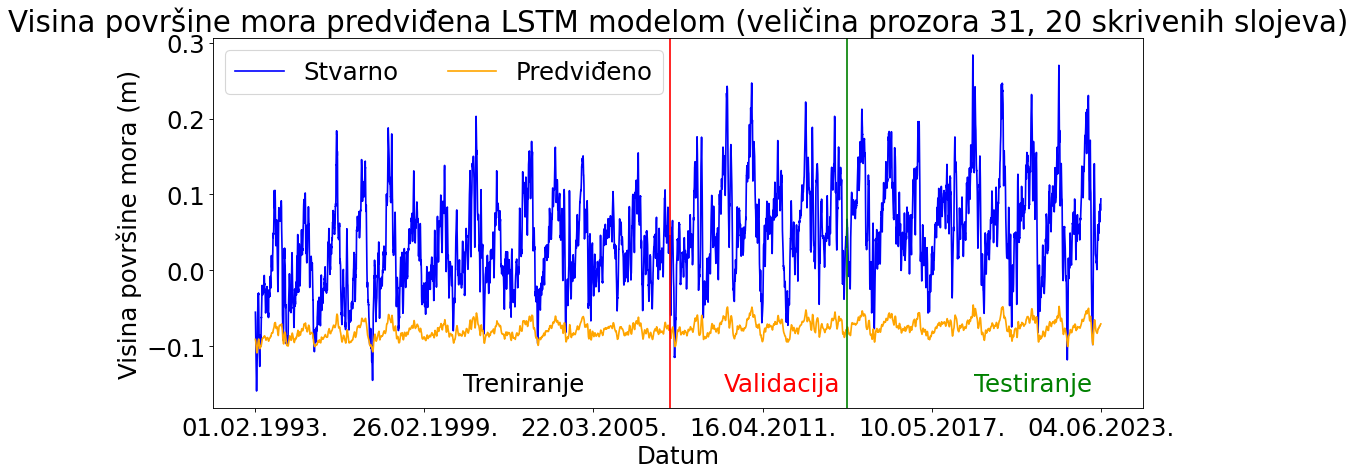 Visina površine mora predviđena LSTM modelom (veličina prozora 31, 20 skrivenih slojeva)
Visina površine mora (m)
0.3
0.2
0.1
0.0
−0.1
Stvarno Predviđeno
Treniranje Validacija Testiranje
01.02.1993. 26.02.1999. 22.03.2005. 16.04.2011. 10.05.2017. 04.06.2023.
Datum